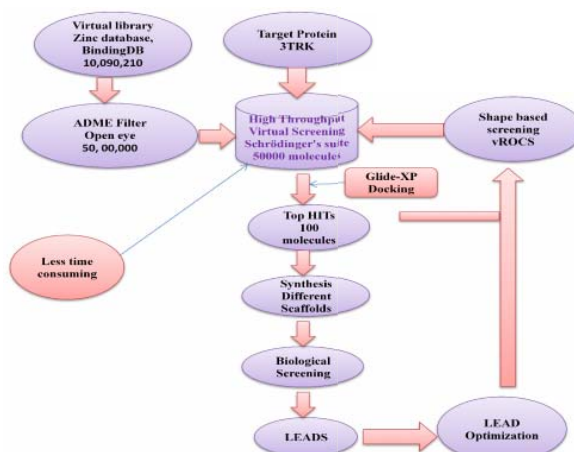 Virtual library
Zinc database,
BindingDB
10,090,210
Target Protein
3TRK
ADME Filter
Open eye
50, 00,000
High Throughput
Virtual Screening
Schrödinger's suite
50000 molecules
Shape based
screening
vROCS
Glide-XP
Docking
Top HITs
100
molecules
Less time
consuming
Synthesis
Different
Scaffolds
Biological
Screening
LEADS
LEAD
Optimization